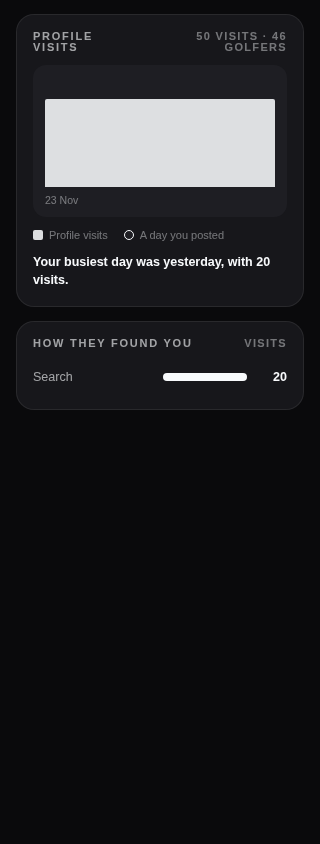 PROFILE
VISITS
50 VISITS · 46
GOLFERS
23 Nov
Profile visits
A day you posted
Your busiest day was yesterday, with 20
visits.
HOW THEY FOUND YOU
VISITS
Search
20